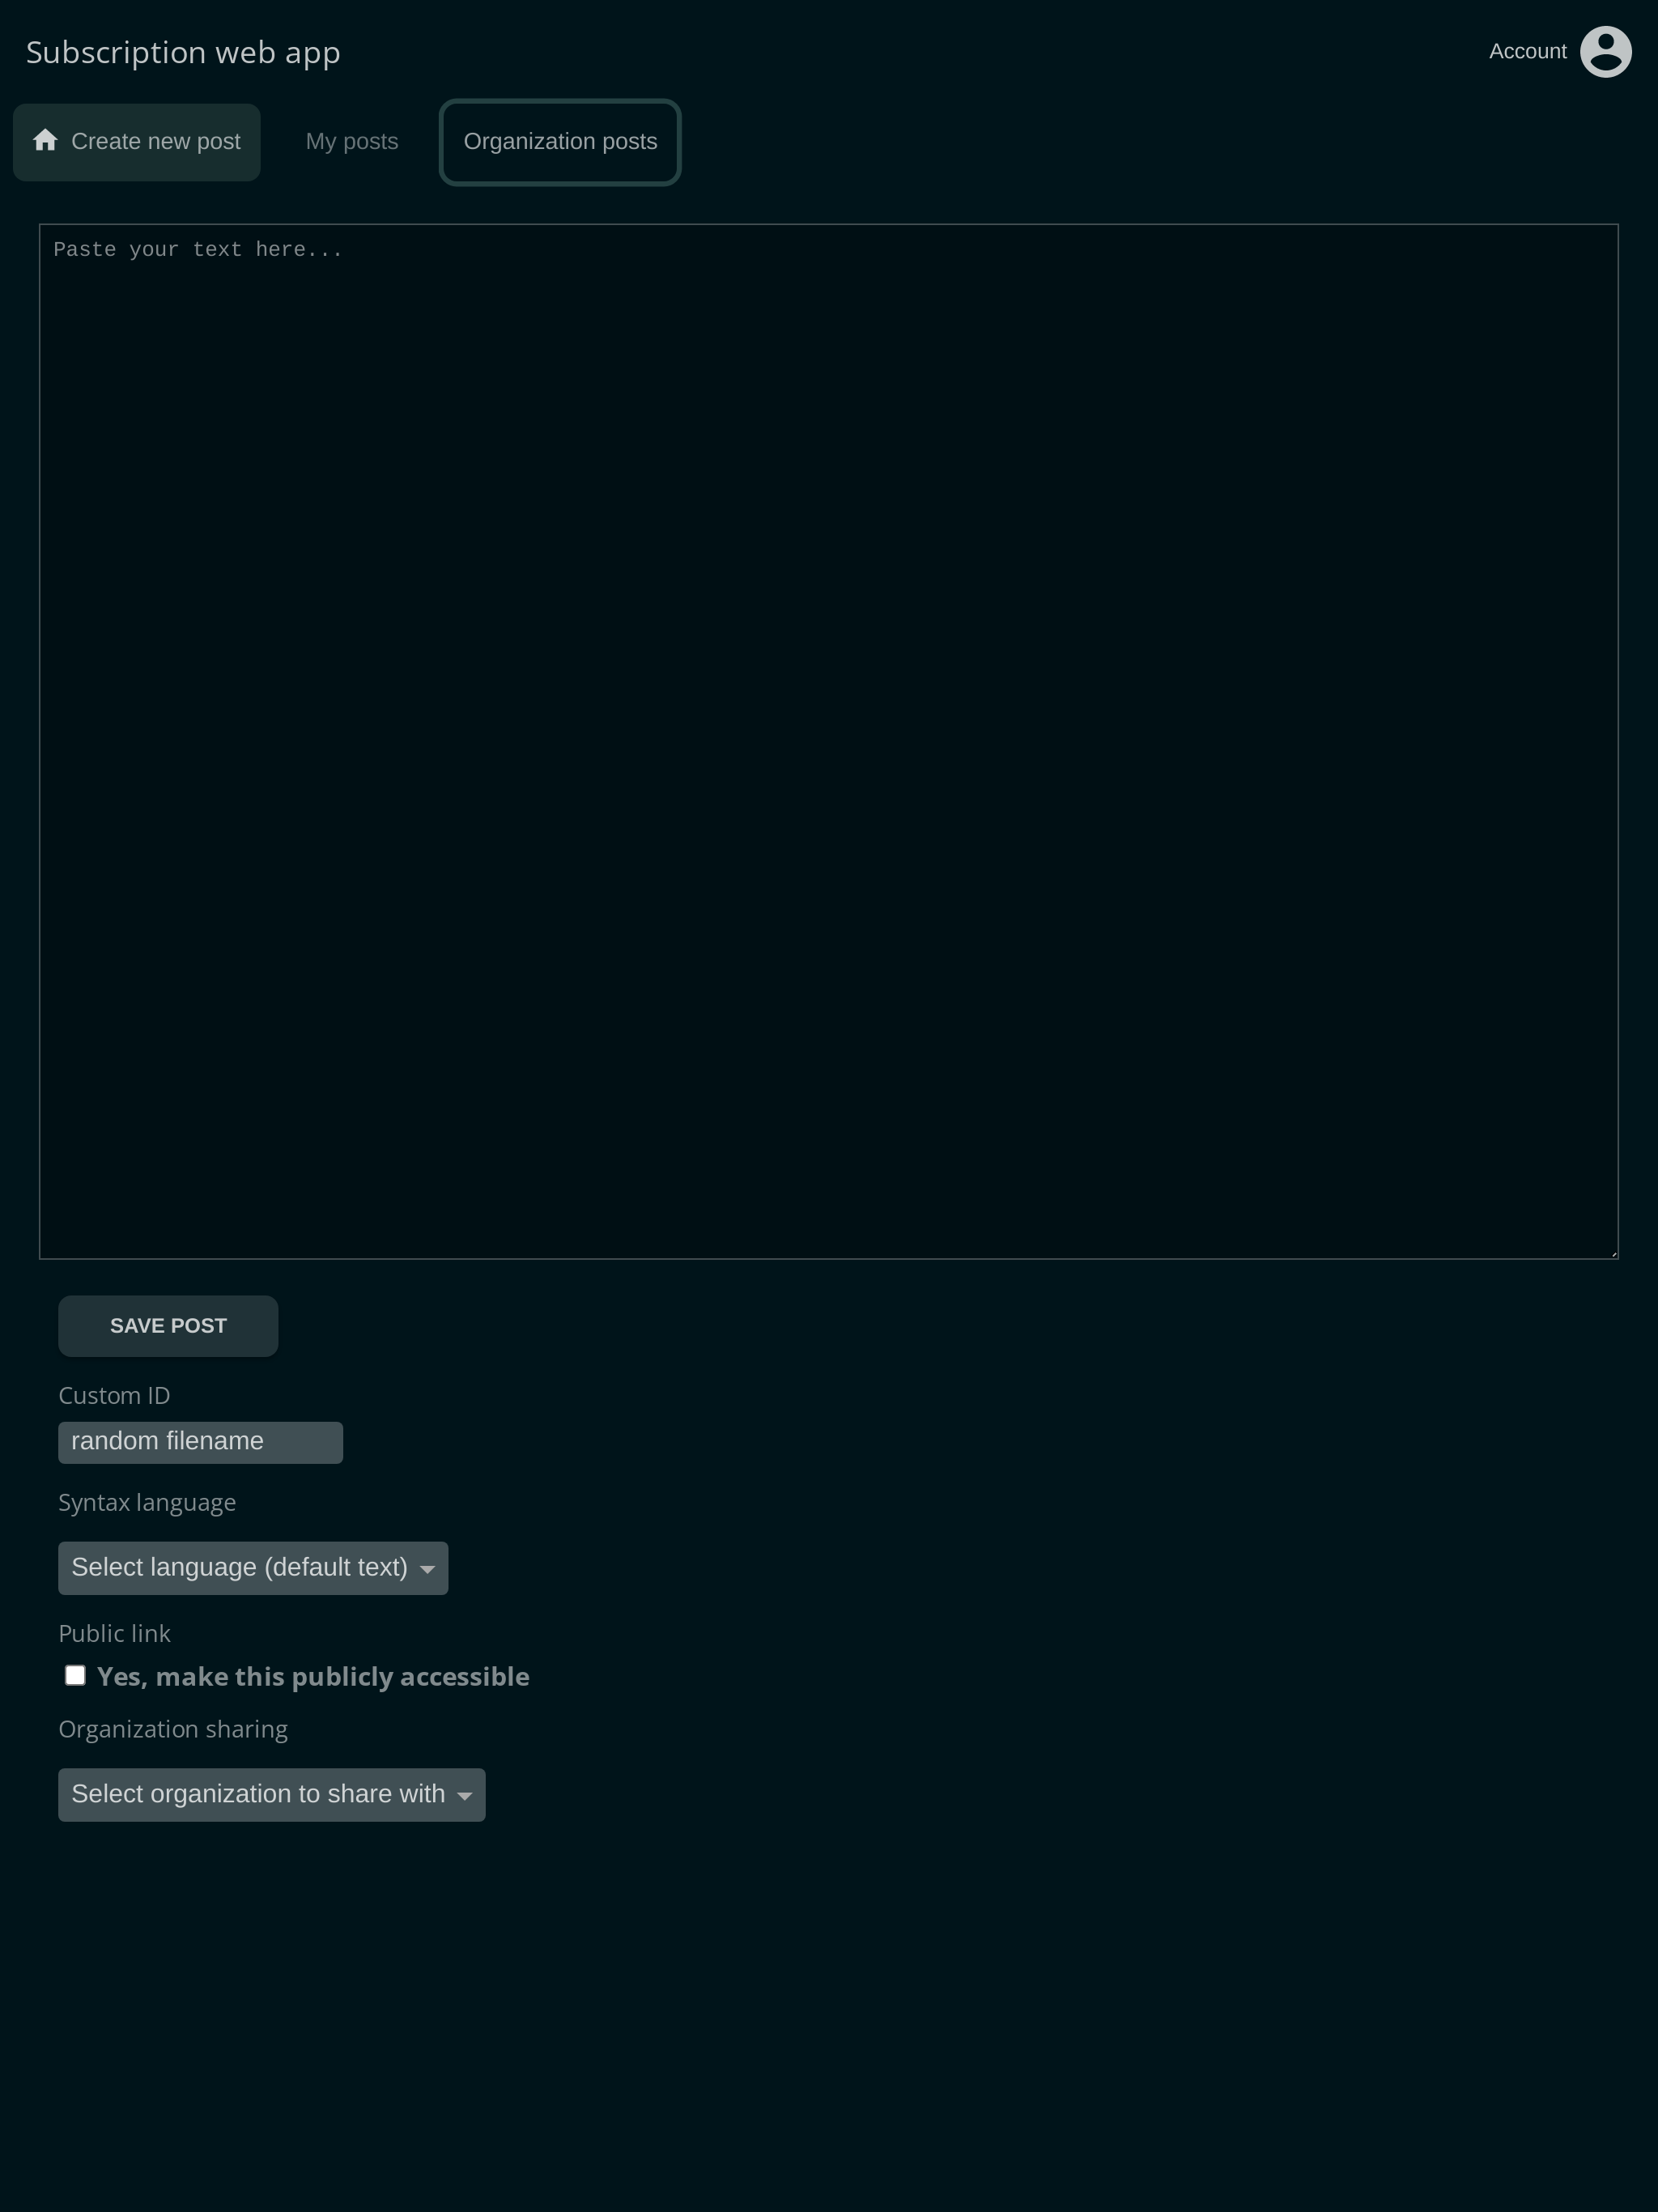 Subscription web app
Account
Create new post
My posts
Organization posts
Paste your text here...
SAVE POST
Custom ID
random filename
Syntax language
Select language (default text)
Public link
Yes, make this publicly accessible
Organization sharing
Select organization to share with